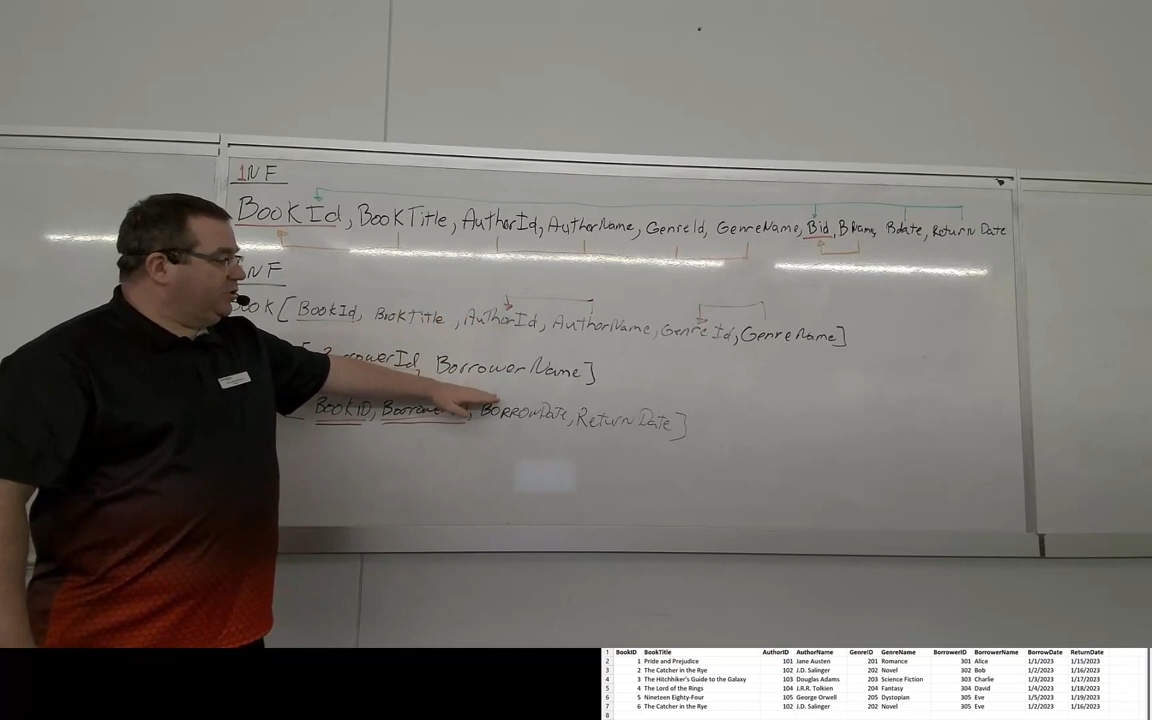 1NF
BookId, BookTitle, AuthorId, AuthorName, GenreId, GenreName, Bid, BName, Bdate, Return Date
NF
Book [ BookId, BookTitle, AuthorId, AuthorName, GenreId, GenreName ]
BorrowerId, BorrowerName ]
BookID, BorrowDate, Return Date ]
BookID BookTitle AuthorID AuthorName GenreID GenreName BorrowerID BorrowerName BorrowDate ReturnDate
1 Pride and Prejudice 101 Jane Austen 201 Romance 301 Alice 1/1/2023 1/15/2023
2 The Catcher in the Rye 102 J.D. Salinger 202 Novel 302 Bob 1/2/2023 1/16/2023
3 The Hitchhiker's Guide to the Galaxy 103 Douglas Adams 203 Science Fiction 303 Charlie 1/3/2023 1/17/2023
4 The Lord of the Rings 104 J.R.R. Tolkien 204 Fantasy 304 David 1/4/2023 1/18/2023
5 Nineteen Eighty-Four 105 George Orwell 205 Dystopian 305 Eve 1/5/2023 1/19/2023
6 The Catcher in the Rye 102 J.D. Salinger 202 Novel 305 Eve 1/2/2023 1/16/2023